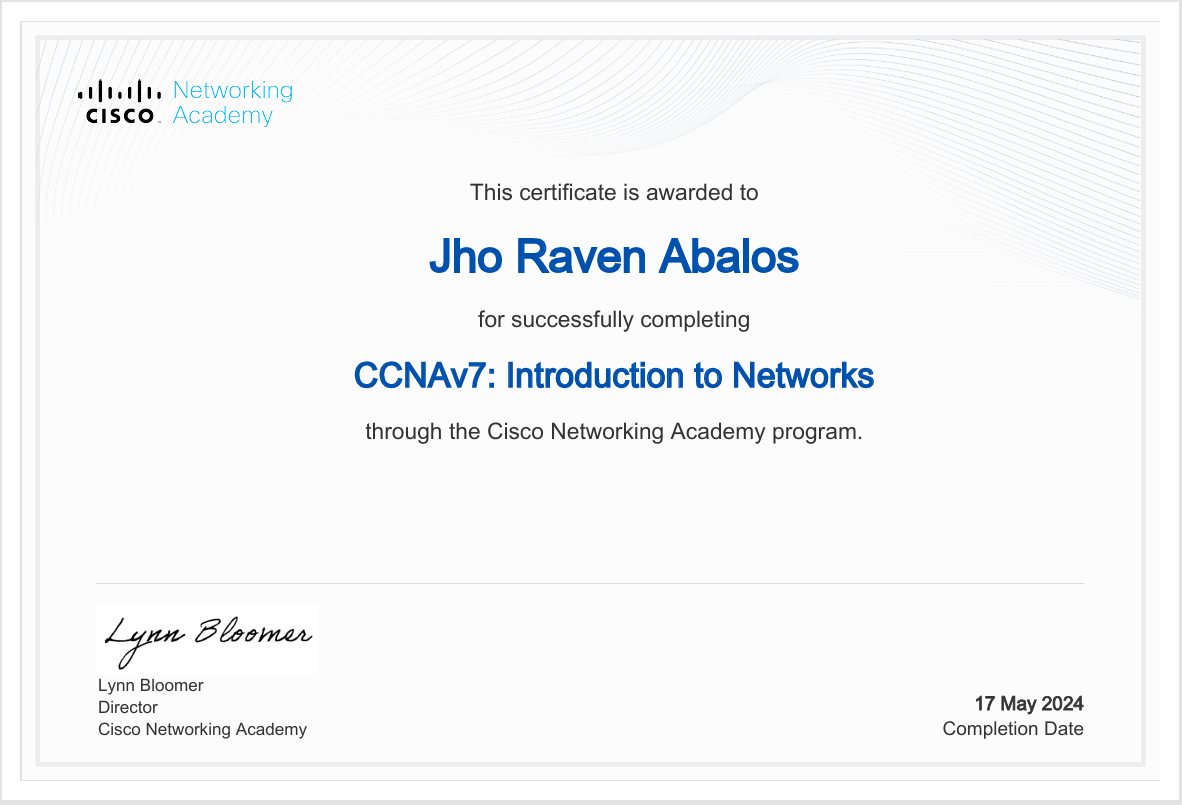 Networking
CISCO Academy
This certificate is awarded to
Jho Raven Abalos
for successfully completing
CCNAv7: Introduction to Networks
through the Cisco Networking Academy program.
Lynn Bloomer
Lynn Bloomer
Director
Cisco Networking Academy
17 May 2024
Completion Date